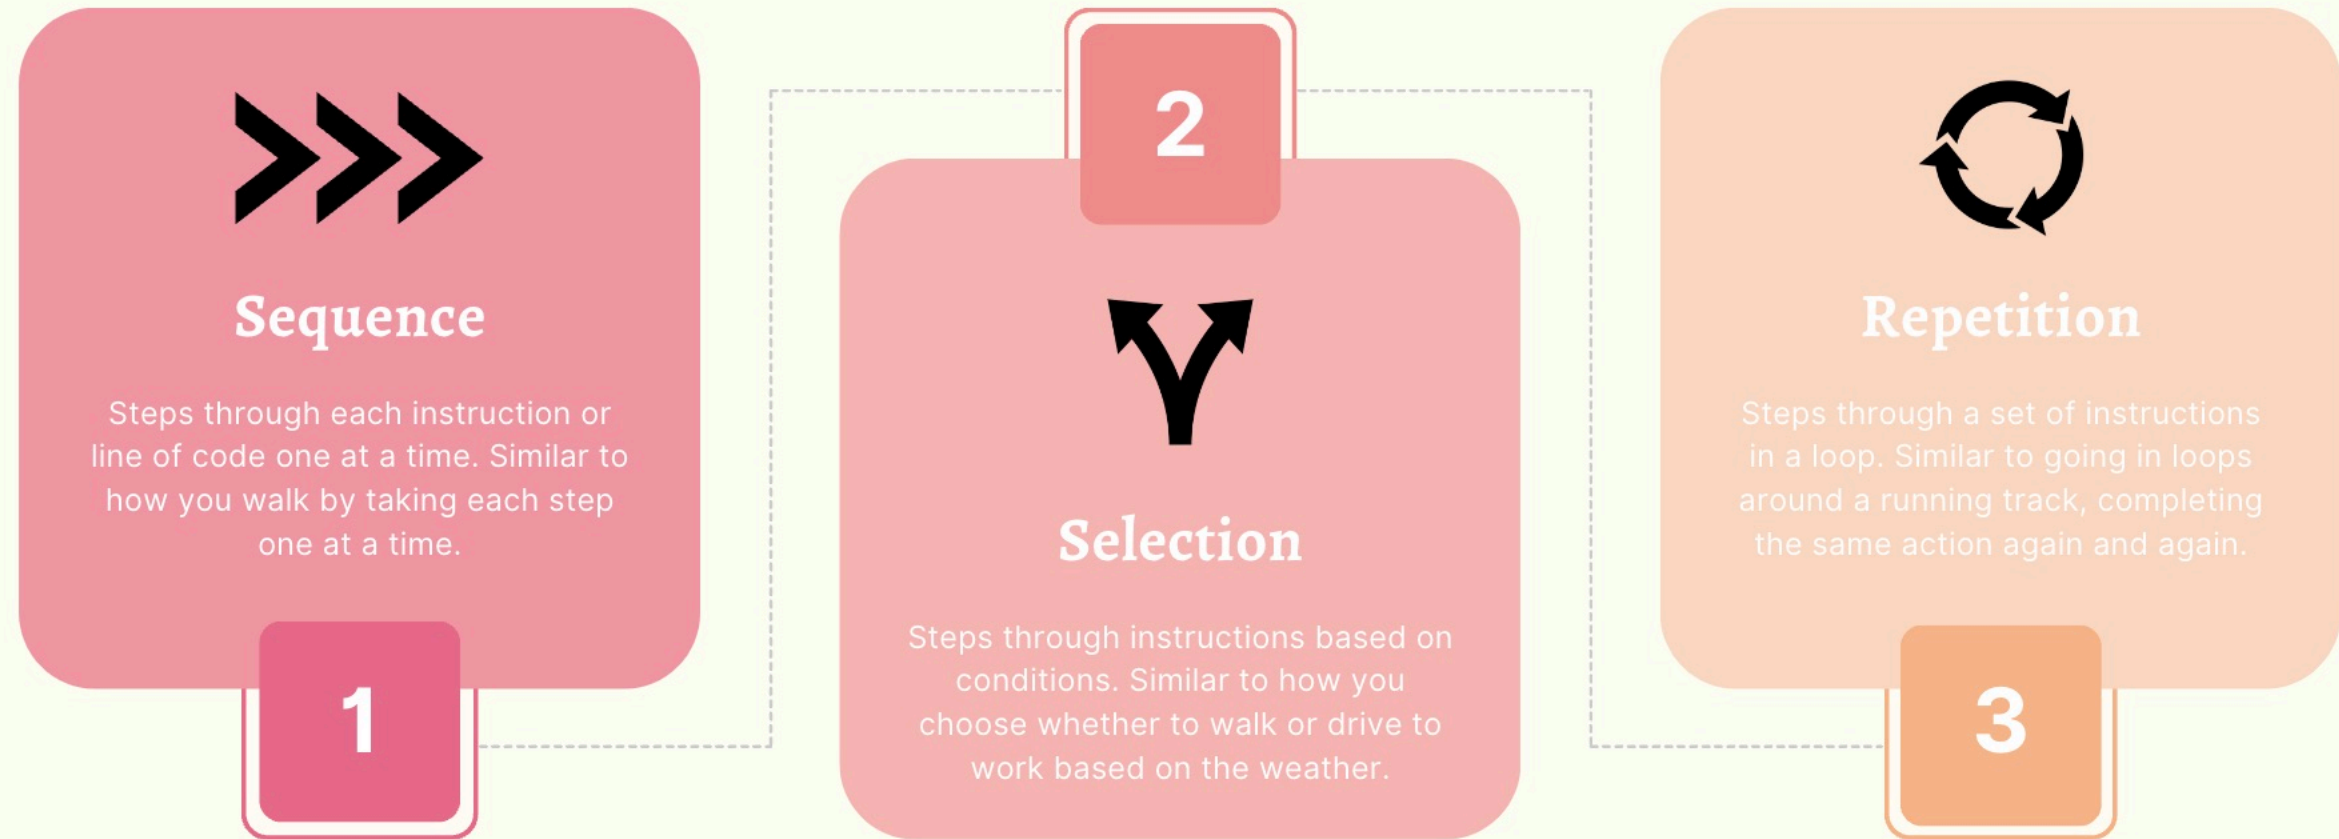 Sequence
Steps through each instruction or
line of code one at a time. Similar to
how you walk by taking each step
one at a time.
1
2
Selection
Steps through instructions based on
conditions. Similar to how you
choose whether to walk or drive to
work based on the weather.
Repetition
Steps through a set of instructions
in a loop. Similar to going in loops
around a running track, completing
the same action again and again.
3